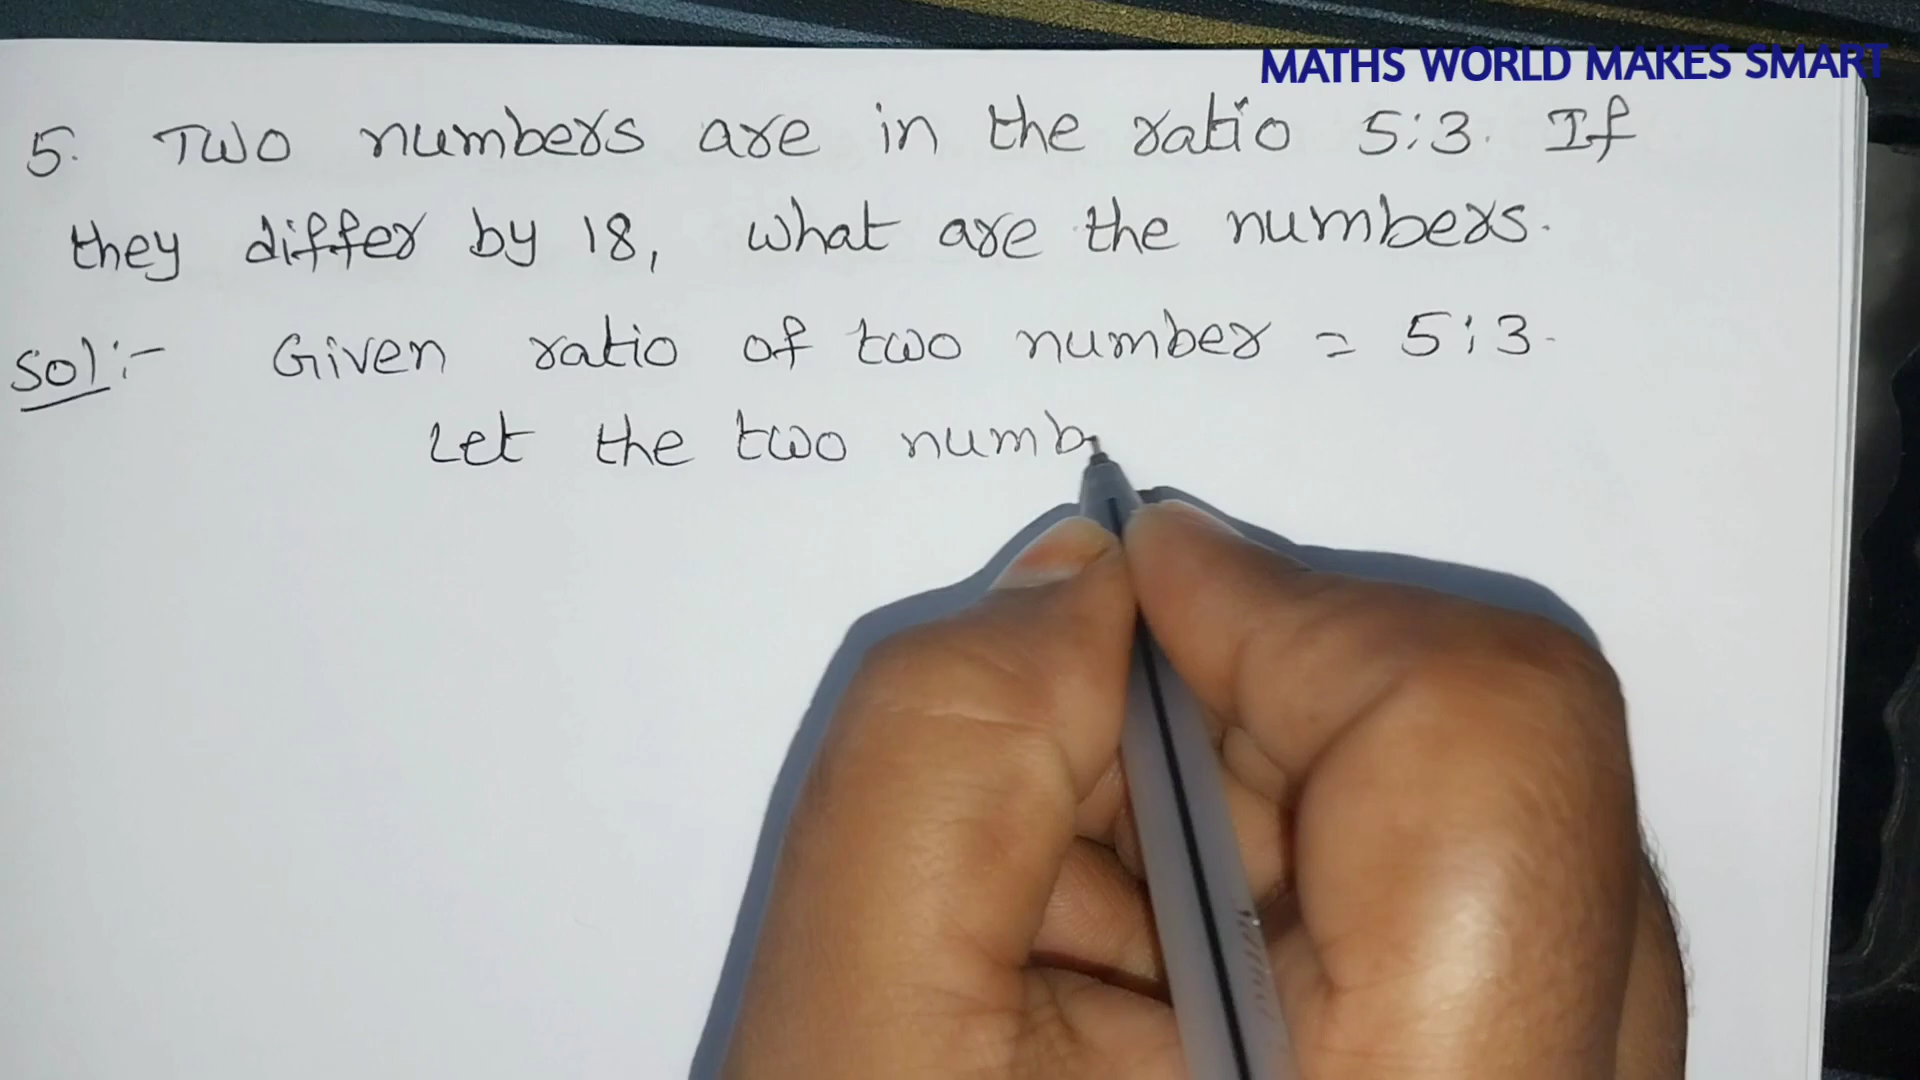 MATHS WORLD MAKES SMART
5. Two numbers are in the ratio 5:3. If
they differ by 18, what are the numbers.
Sol:- Given ratio of two number = 5:3.
Let the two numb